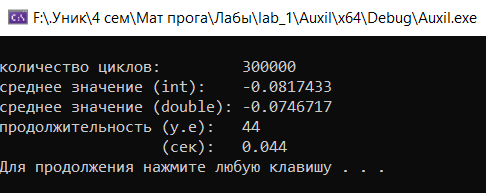 F:\.Уник\4 сем\Мат прога\Лабы\lab_1\Auxil\x64\Debug\Auxil.exe
количество циклов: 300000
среднее значение (int): -0.0817433
среднее значение (double): -0.0746717
продолжительность (у.е): 44
(сек): 0.044
Для продолжения нажмите любую клавишу . . .